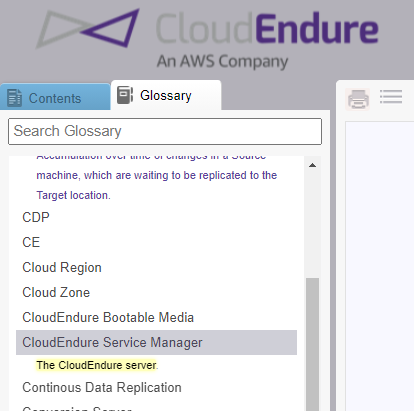 CloudEndure
An AWS Company
Contents
Glossary
Search Glossary
Accumulation over time of changes in a Source
machine, which are waiting to be replicated to the
Target location.
CDP
CE
Cloud Region
Cloud Zone
CloudEndure Bootable Media
CloudEndure Service Manager
The CloudEndure server.
Continous Data Replication
Conversion Server